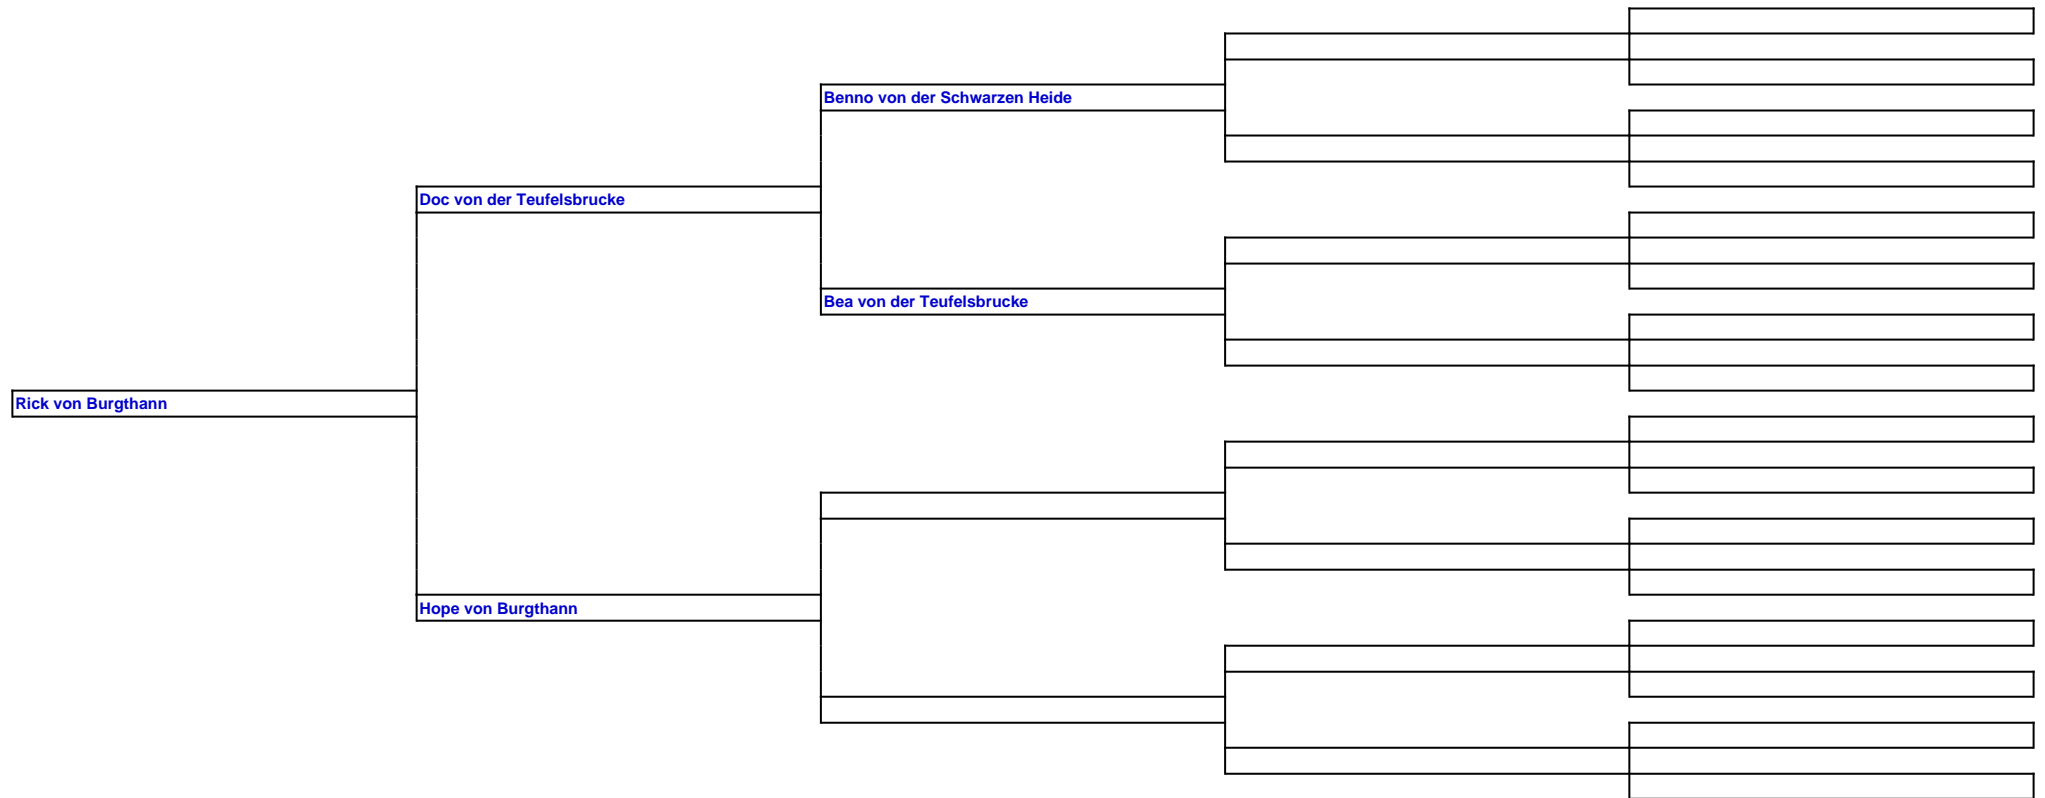 Benno von der Schwarzen Heide
Doc von der Teufelsbrucke
Bea von der Teufelsbrucke
Rick von Burgthann
Hope von Burgthann